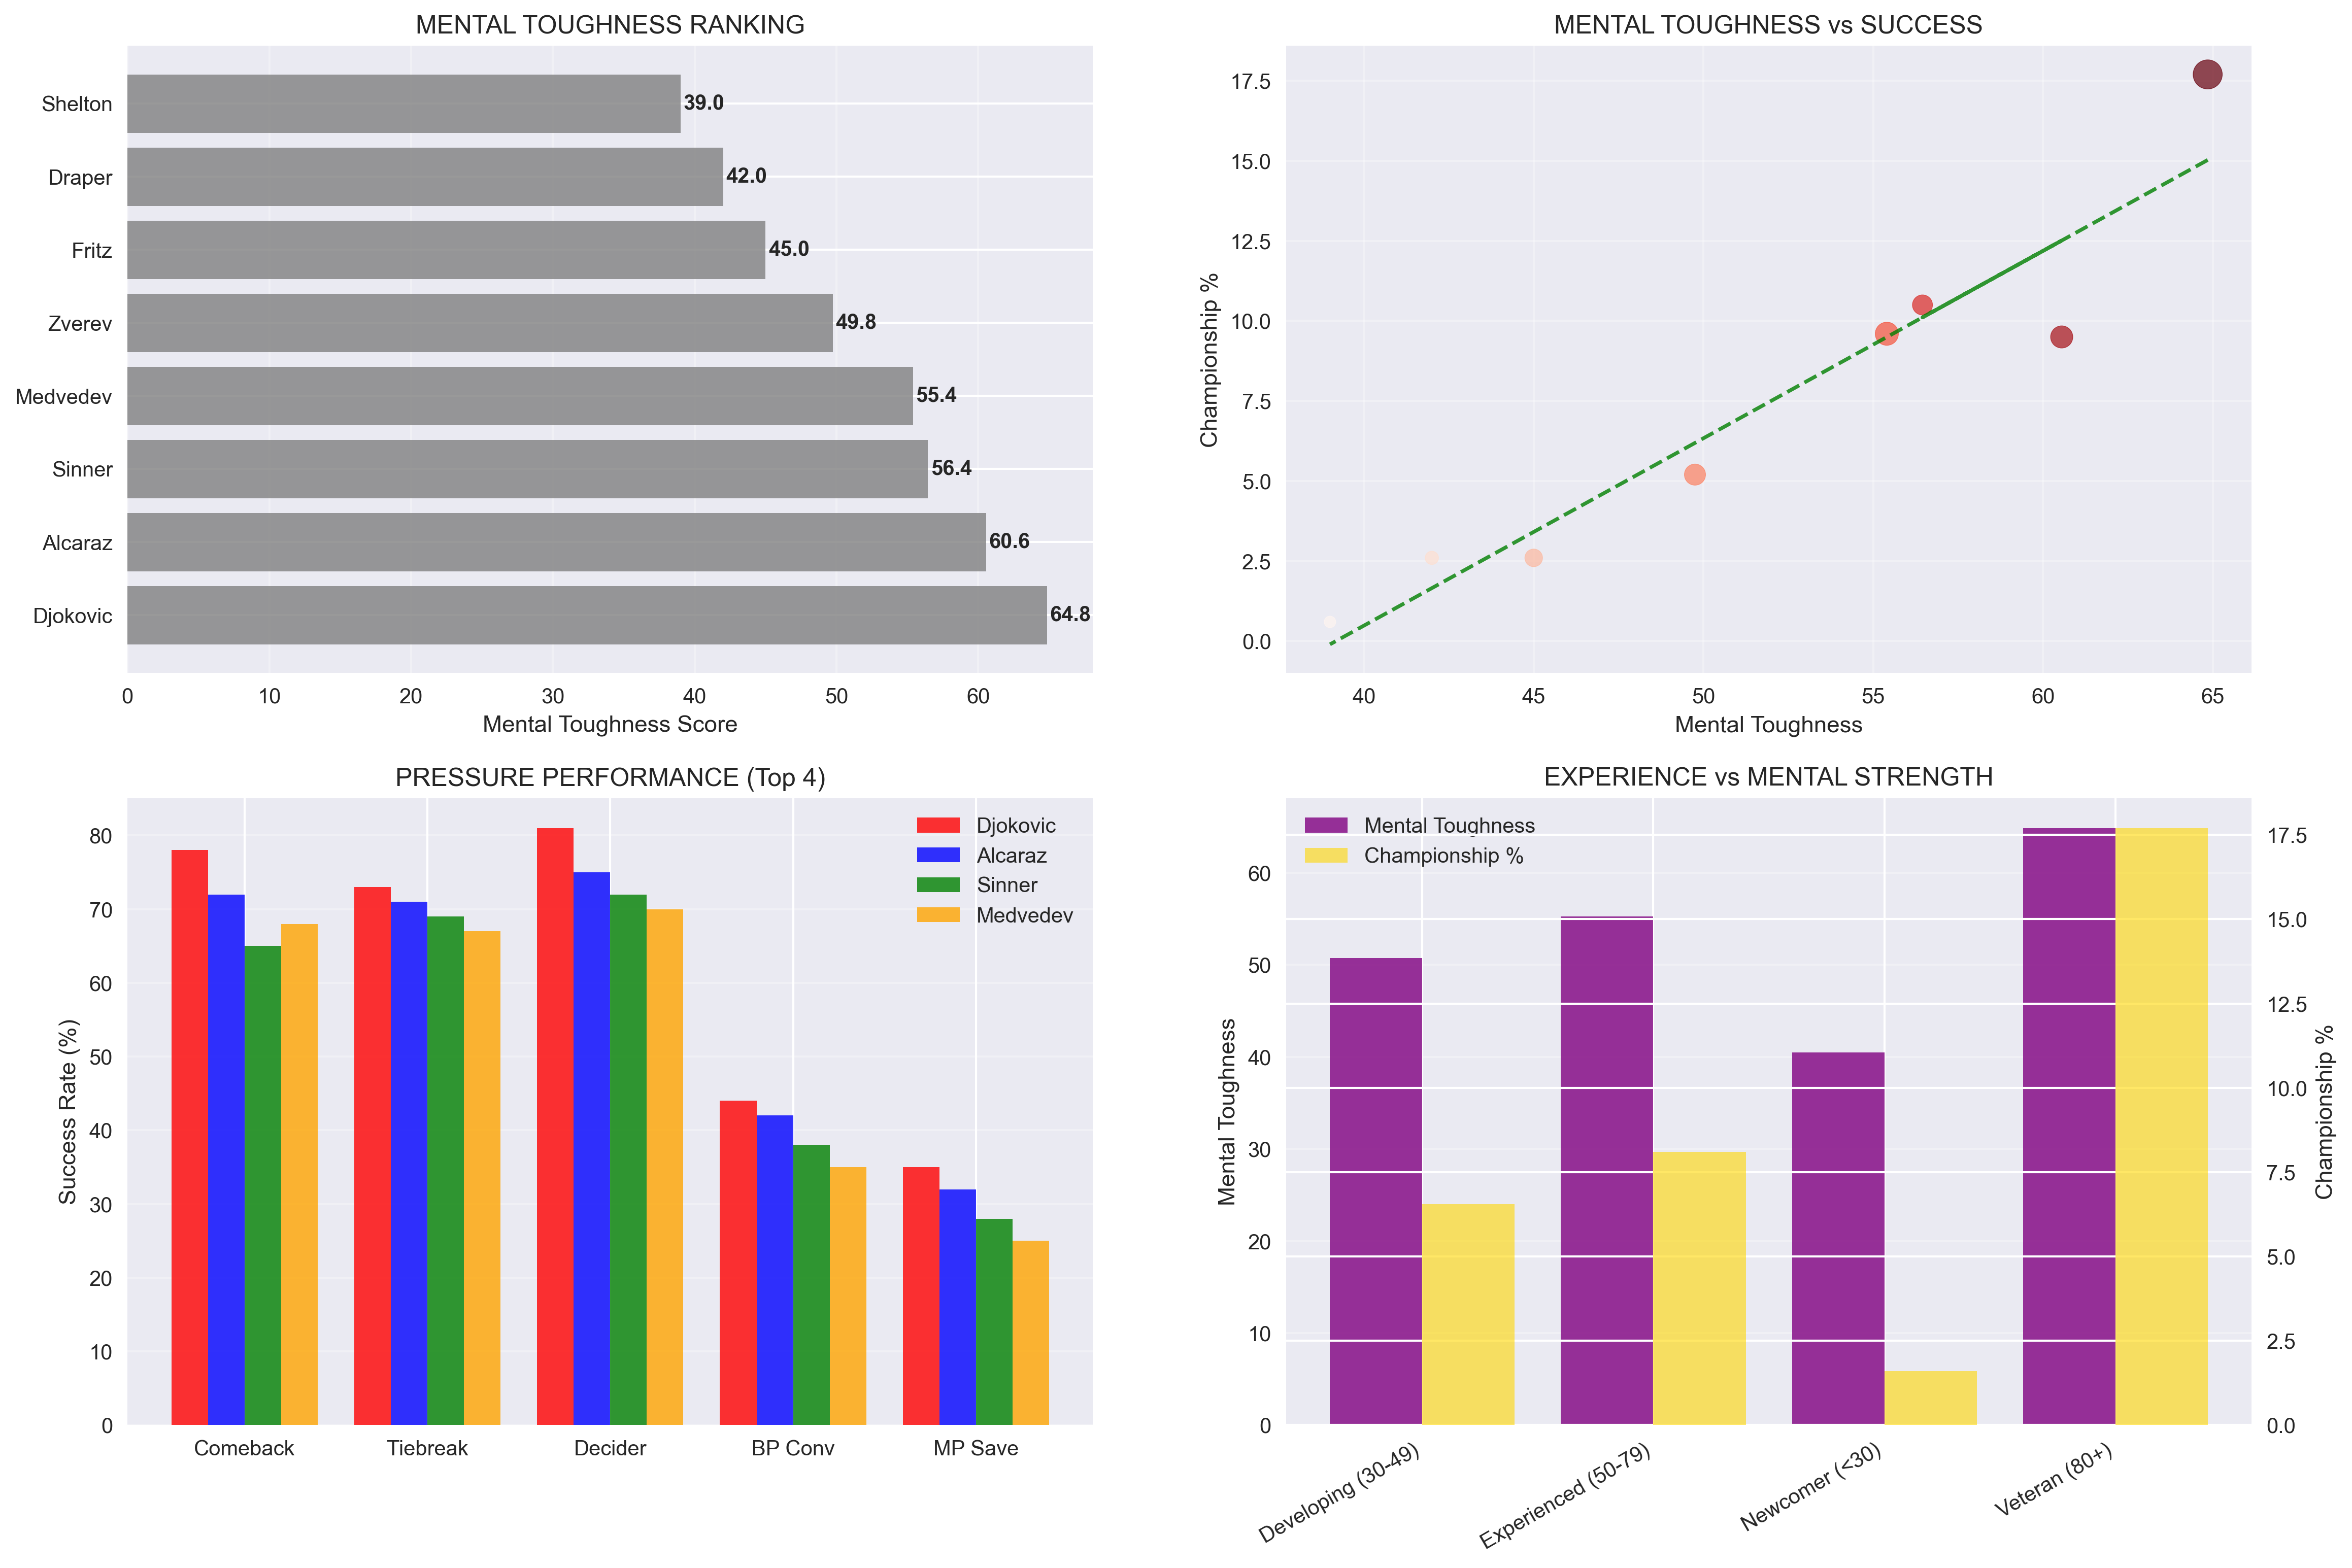 MENTAL TOUGHNESS RANKING
Shelton
39.0
Draper
42.0
Fritz
45.0
Zverev
49.8
Medvedev
55.4
Sinner
56.4
Alcaraz
60.6
Djokovic
64.8
0 10 20 30 40 50 60
Mental Toughness Score
MENTAL TOUGHNESS vs SUCCESS
Championship %
17.5
15.0
12.5
10.0
7.5
5.0
2.5
0.0
40 45 50 55 60 65
Mental Toughness
PRESSURE PERFORMANCE (Top 4)
Success Rate (%)
80
70
60
50
40
30
20
10
0
Djokovic
Alcaraz
Sinner
Medvedev
Comeback Tiebreak Decider BP Conv MP Save
EXPERIENCE vs MENTAL STRENGTH
Mental Toughness
60
50
40
30
20
10
0
Mental Toughness
Championship %
17.5
15.0
12.5
10.0
7.5
5.0
2.5
0.0
Championship %
Developing (30-49)
Experienced (50-79)
Newcomer (<30)
Veteran (80+)